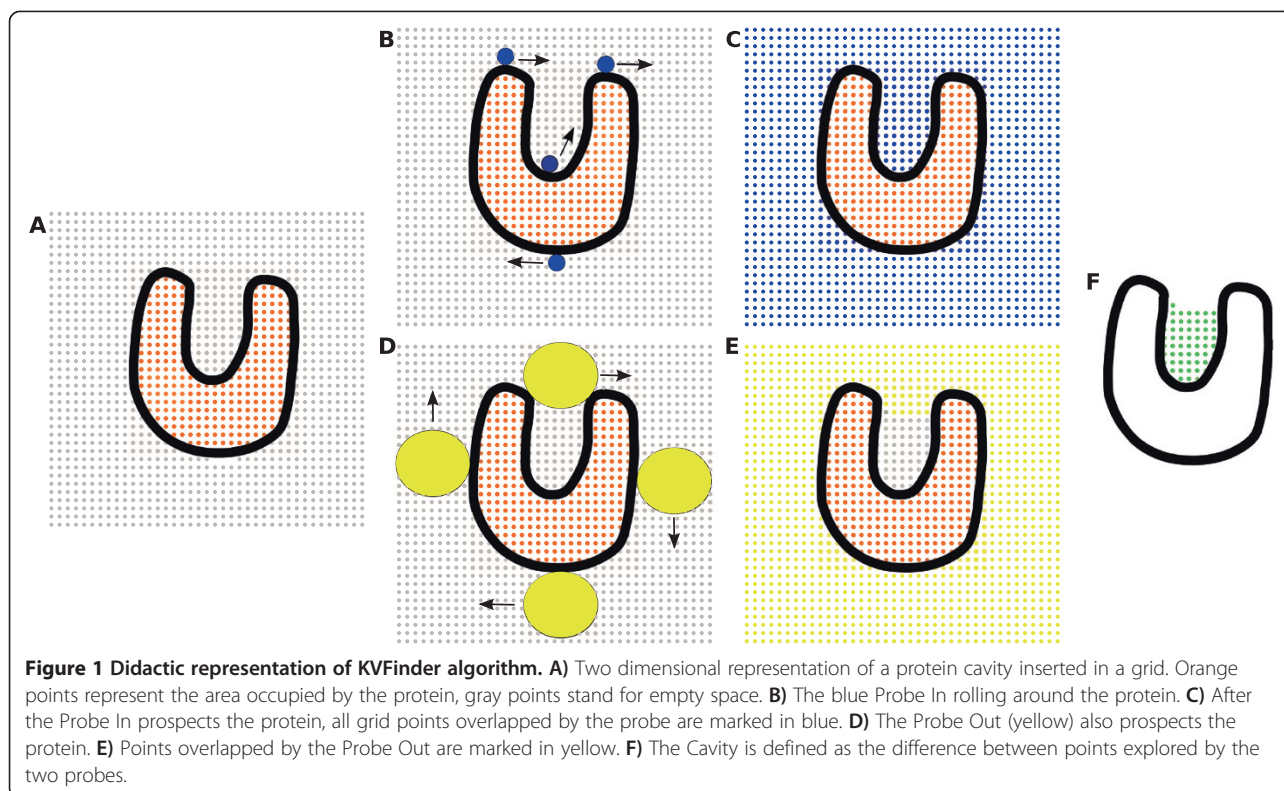 B
C
A
F
D
E
Figure 1 Didactic representation of KVFinder algorithm. A) Two dimensional representation of a protein cavity inserted in a grid. Orange
points represent the area occupied by the protein, gray points stand for empty space. B) The blue Probe In rolling around the protein. C) After
the Probe In prospects the protein, all grid points overlapped by the probe are marked in blue. D) The Probe Out (yellow) also prospects the
protein. E) Points overlapped by the Probe Out are marked in yellow. F) The Cavity is defined as the difference between points explored by the
two probes.